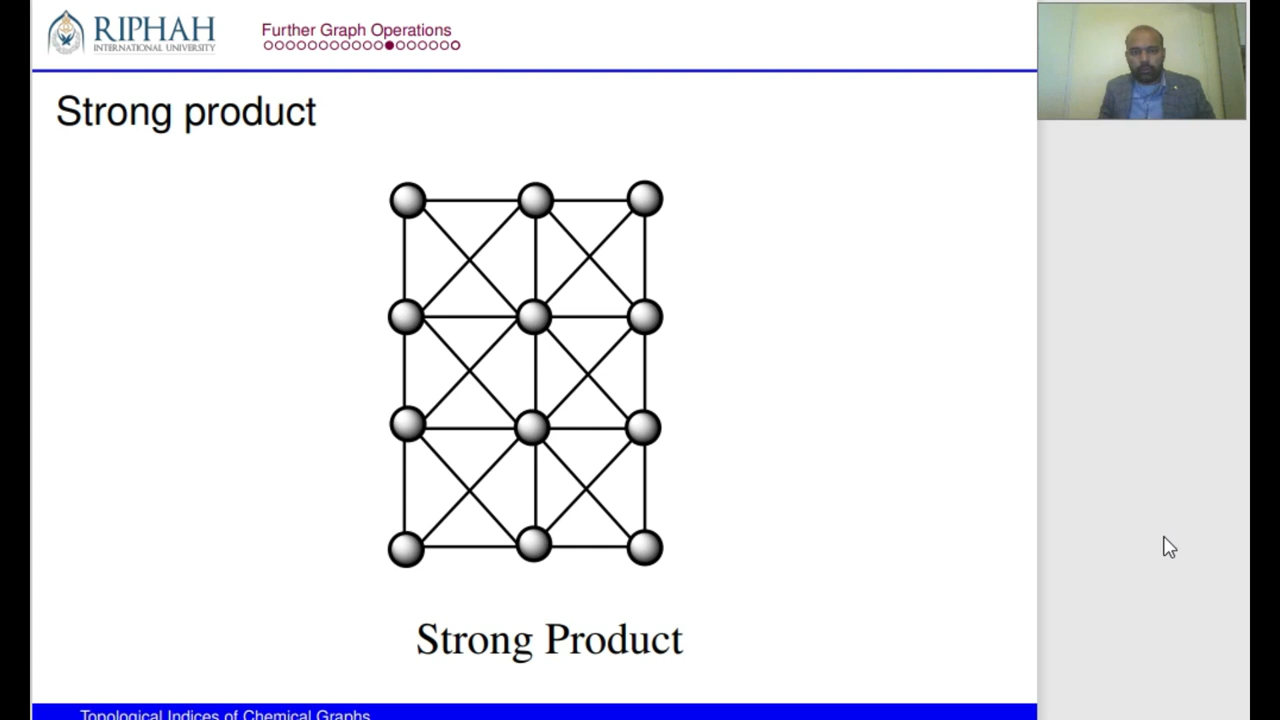 RIPHAH
INTERNATIONAL UNIVERSITY
Further Graph Operations
Strong product
Strong Product
Topological Indices of Chemical Graphs